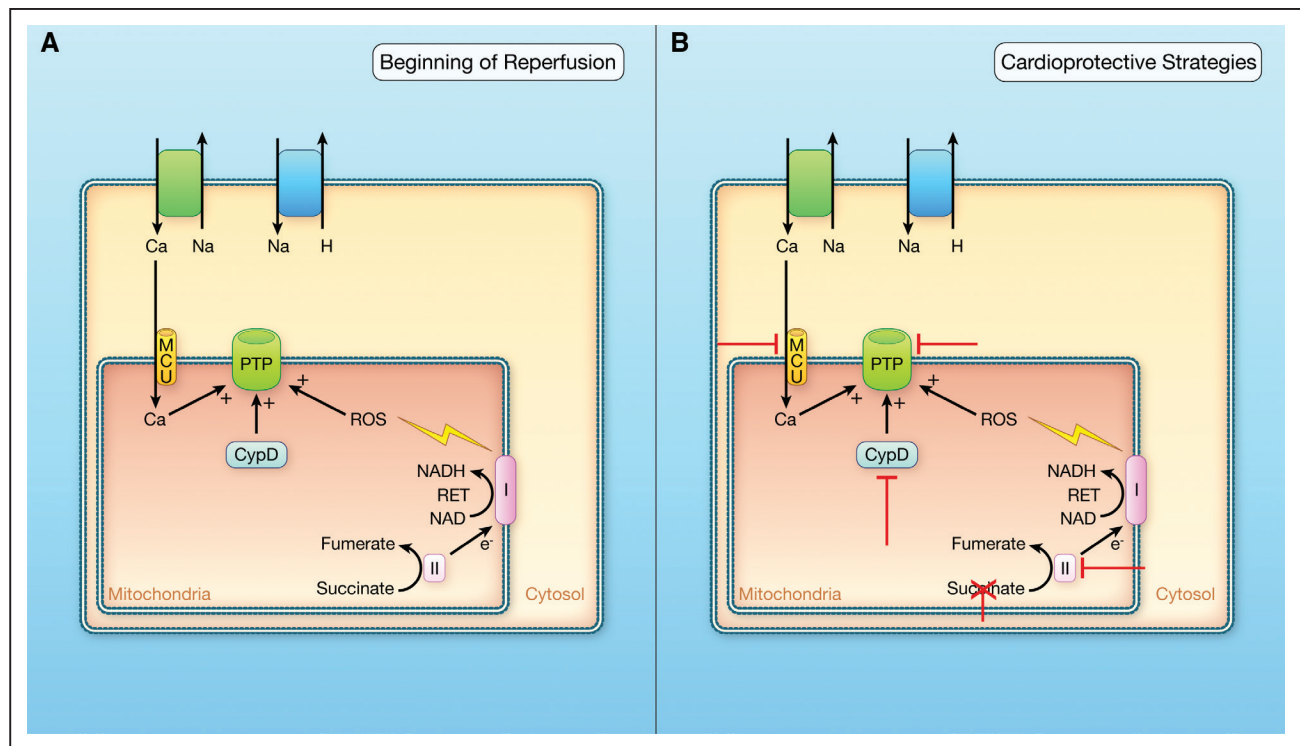 A
Beginning of Reperfusion
Ca Na Na H
M
C
U
PTP
+
+ +
Ca
ROS
CypD
NADH
RET
NAD
I
Fumerate
e-
II
Succinate
Mitochondria
Cytosol
B
Cardioprotective Strategies
Ca Na Na H
M
C
U
PTP
+
+ +
Ca
ROS
CypD
NADH
RET
NAD
I
Fumerate
e-
II
Succinate
Mitochondria
Cytosol